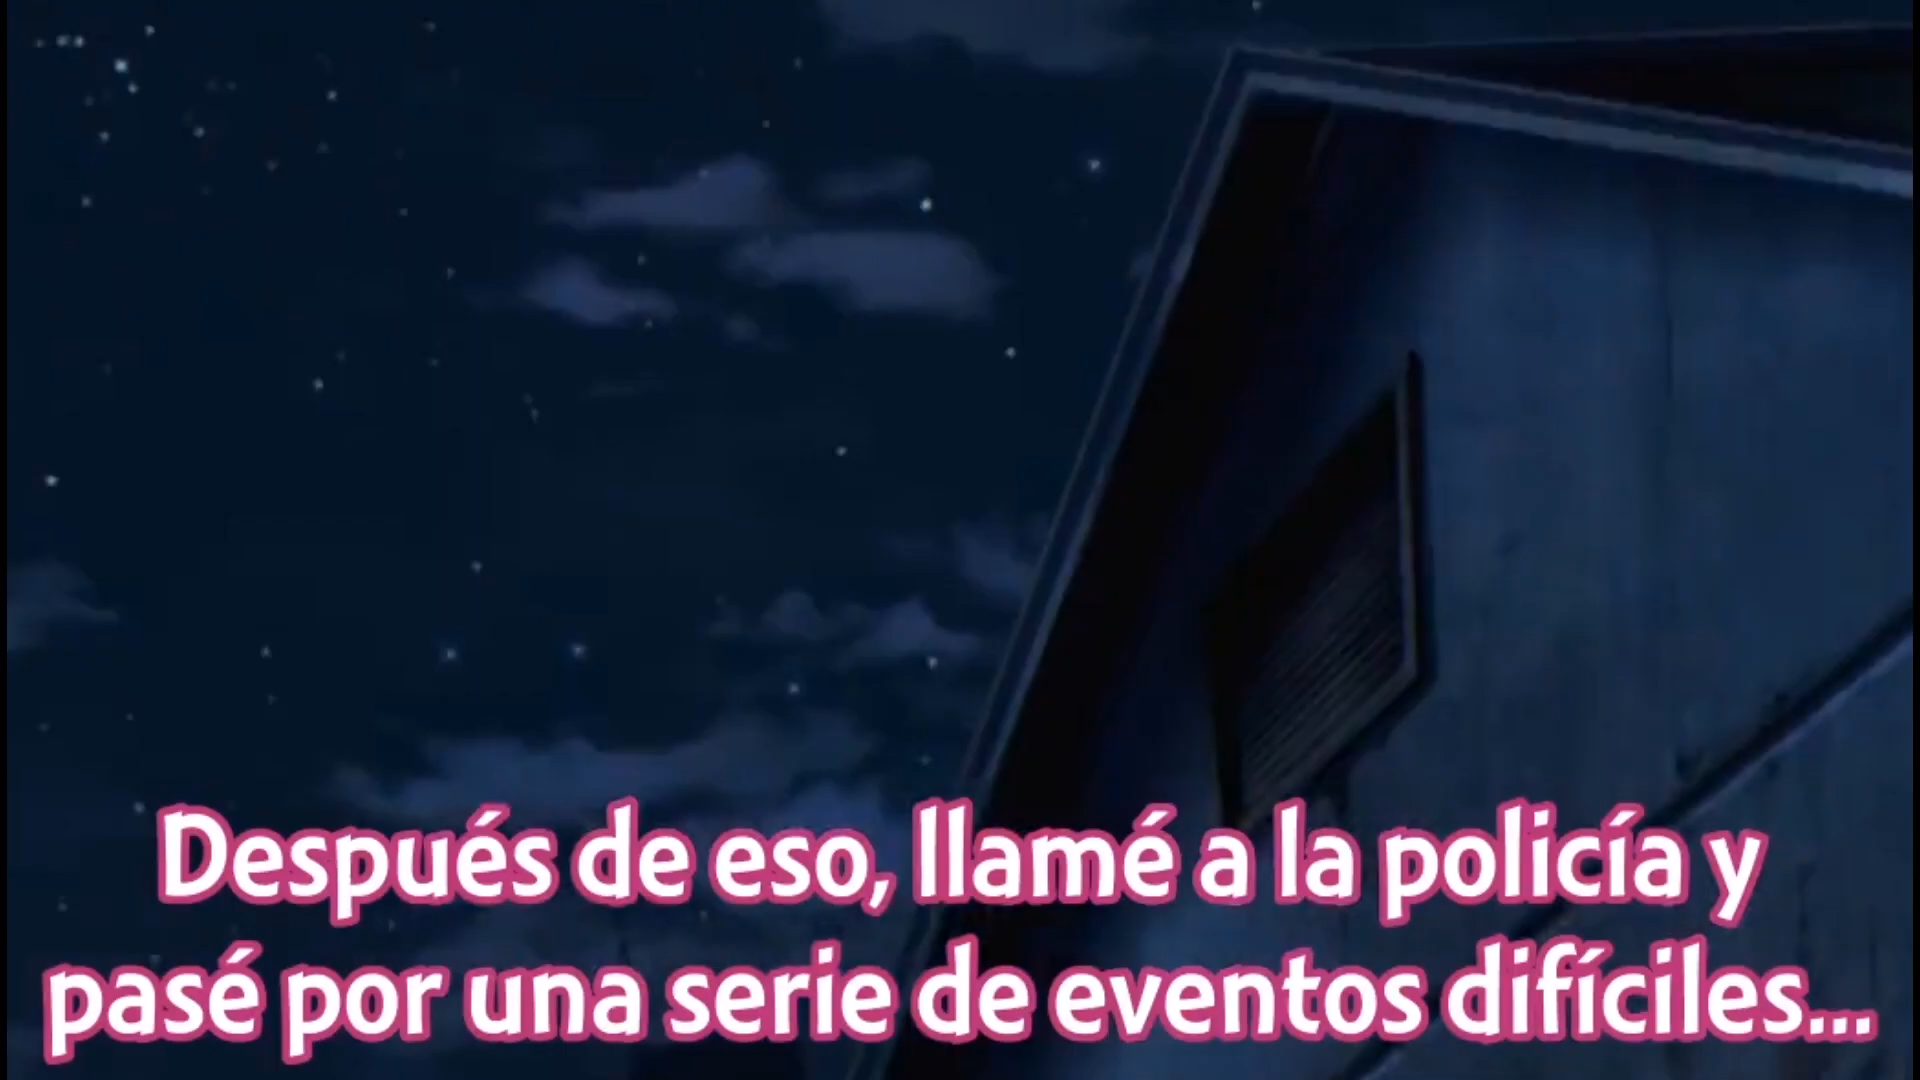 Después de eso, llamé a la policía y
pasé por una serie de eventos difíciles...